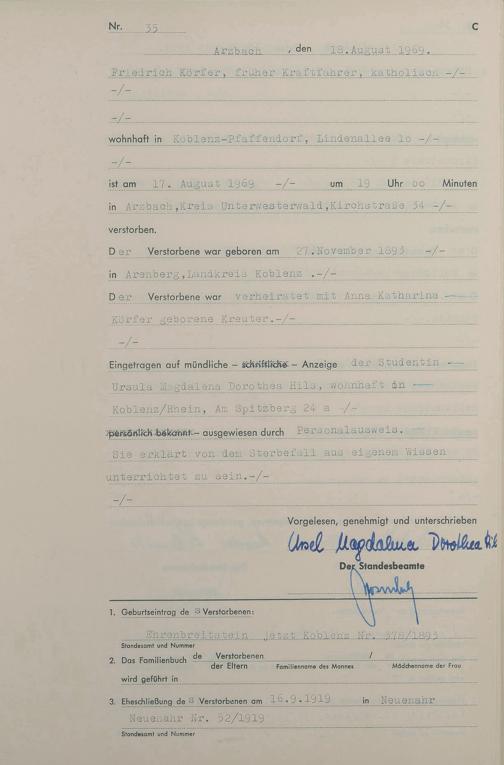 Nr. 35 C
Arzbach , den 18.August 1969.
Friedrich Körfer, früher Kraftfahrer, katholisch -/-
-/-
-/-
wohnhaft in Koblenz-Pfaffendorf, Lindenallee 10 -/-
-/-
ist am 17. August 1969 -/- um 19 Uhr 00 Minuten
in Arzbach,Kreis Unterwesterwald,Kirchstraße 34 -/-
verstorben.
Der Verstorbene war geboren am 27.November 1893 -/-
in Arenberg,Landkreis Koblenz .-/-
Der Verstorbene war verheiratet mit Anna Katharina
Körfer geborene Kreuter.-/-
-/-
Eingetragen auf mündliche – schriftliche – Anzeige der Studentin
Ursula Magdalena Dorothea Hils, wohnhaft in
Koblenz/Rhein, Am Spitzberg 24 a -/-
persönlich bekannt – ausgewiesen durch Personalausweis.
Sie erklärt von dem Sterbefall aus eigenem Wissen
unterrichtet zu sein.-/-
-/-
Vorgelesen, genehmigt und unterschrieben
Ursel Magdalena Dorothea Hils
Der Standesbeamte
1. Geburtseintrag des Verstorbenen:
Ehrenbreitstein jetzt Koblenz Nr. 378/1893
Standesamt und Nummer
2. Das Familienbuch de Verstorbenen /
der Eltern Familienname des Mannes Mädchenname der Frau
wird geführt in
3. Eheschließung des Verstorbenen am 16.9.1919 in Neuenahr
Neuenahr Nr. 52/1919
Standesamt und Nummer